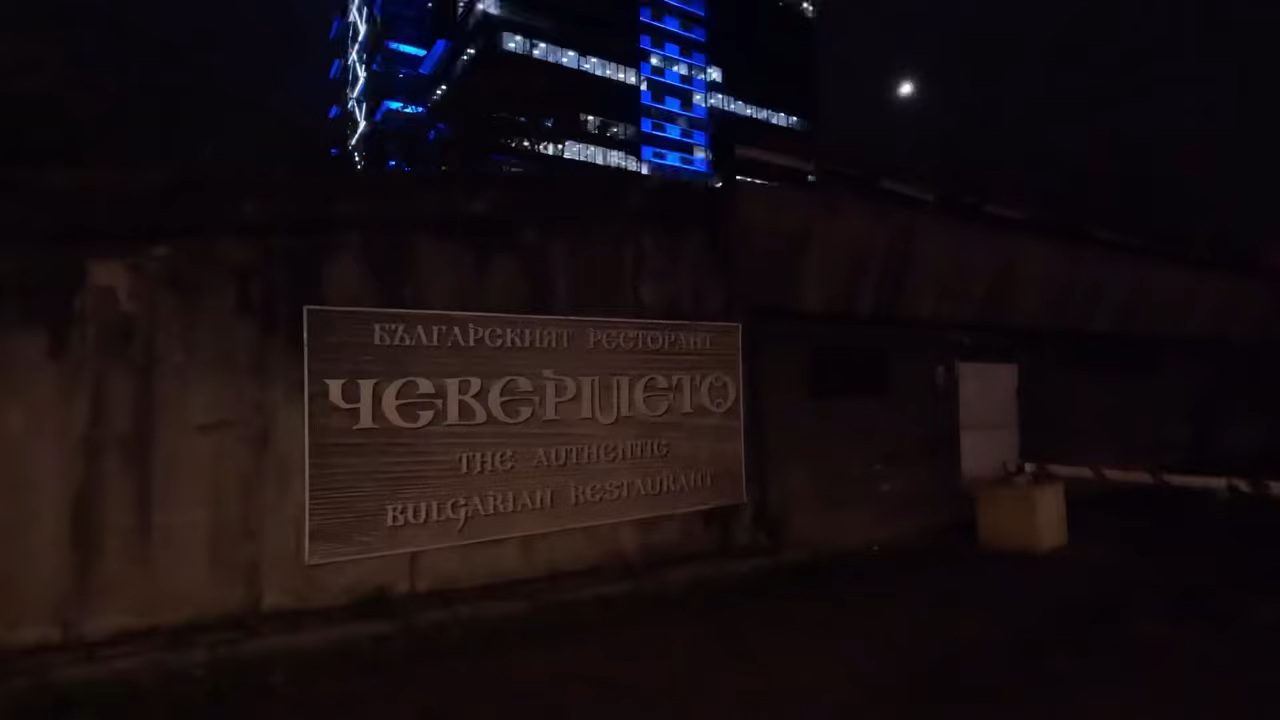 БЪЛГАРСКИЯТ РЕСТОРАНТ
ЧЕВЕРМЕТО
THE AUTHENTIC
BULGARIAN RESTAURANT